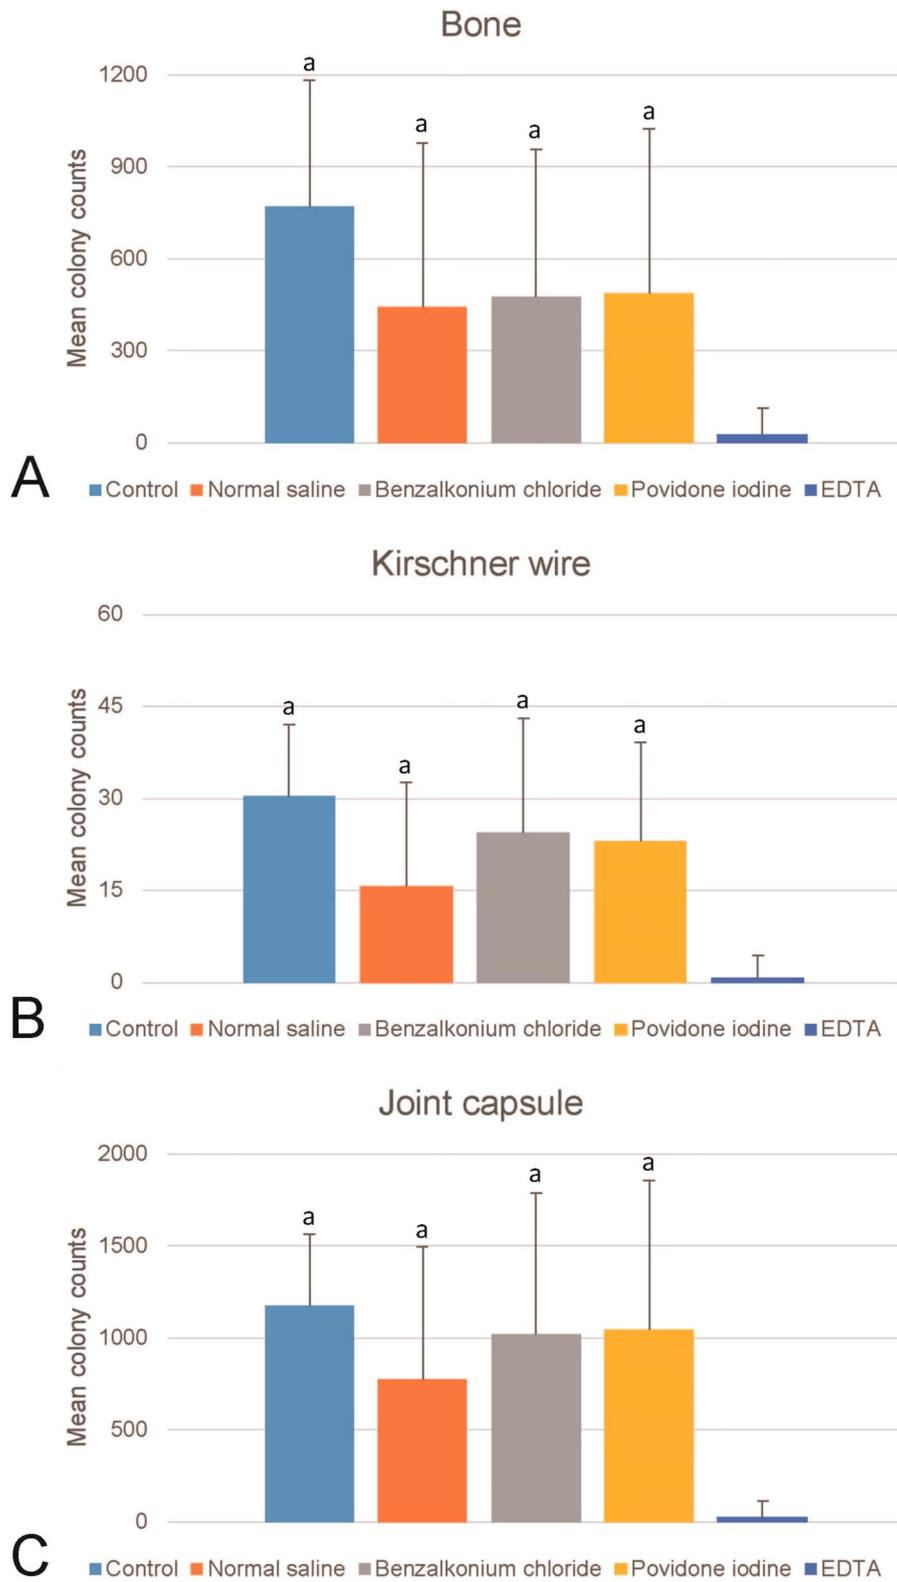 Bone
a
1200
a
a
a
900
600
300
0
Mean colony counts
A
Control Normal saline Benzalkonium chloride Povidone iodine EDTA
Kirschner wire
60
45
a
a
a
a
30
15
0
Mean colony counts
B
Control Normal saline Benzalkonium chloride Povidone iodine EDTA
Joint capsule
2000
a
a
a
a
1500
1000
500
0
Mean colony counts
C
Control Normal saline Benzalkonium chloride Povidone iodine EDTA